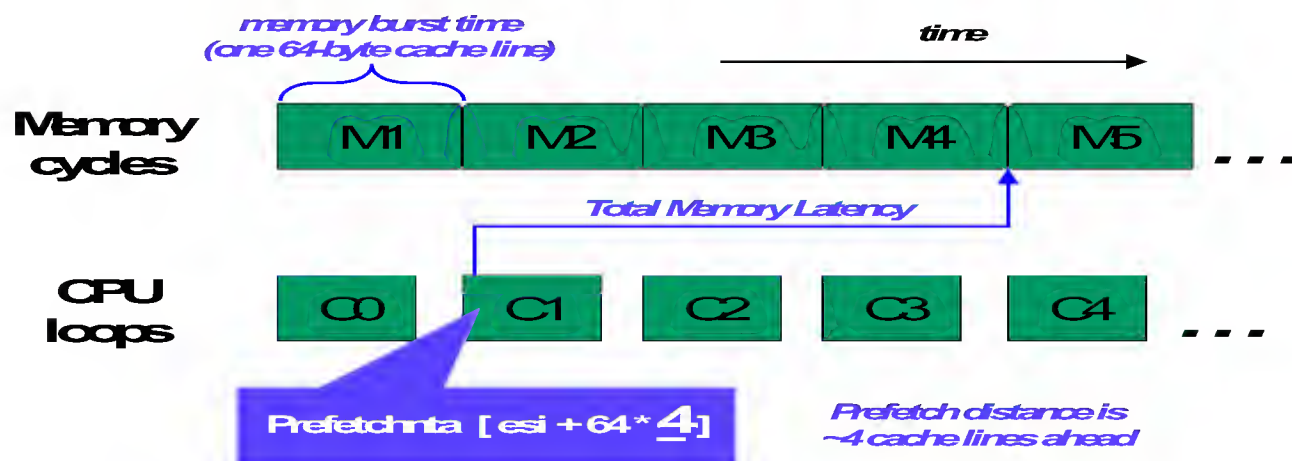 memory burst time
(one 64-byte cache line)
time
Memory
cycles
M1 M2 M3 M4 M5 ...
Total Memory Latency
CPU
loops
C0 C1 C2 C3 C4 ...
Prefetchnta [esi + 64*4]
Prefetch distance is
~4 cache lines ahead